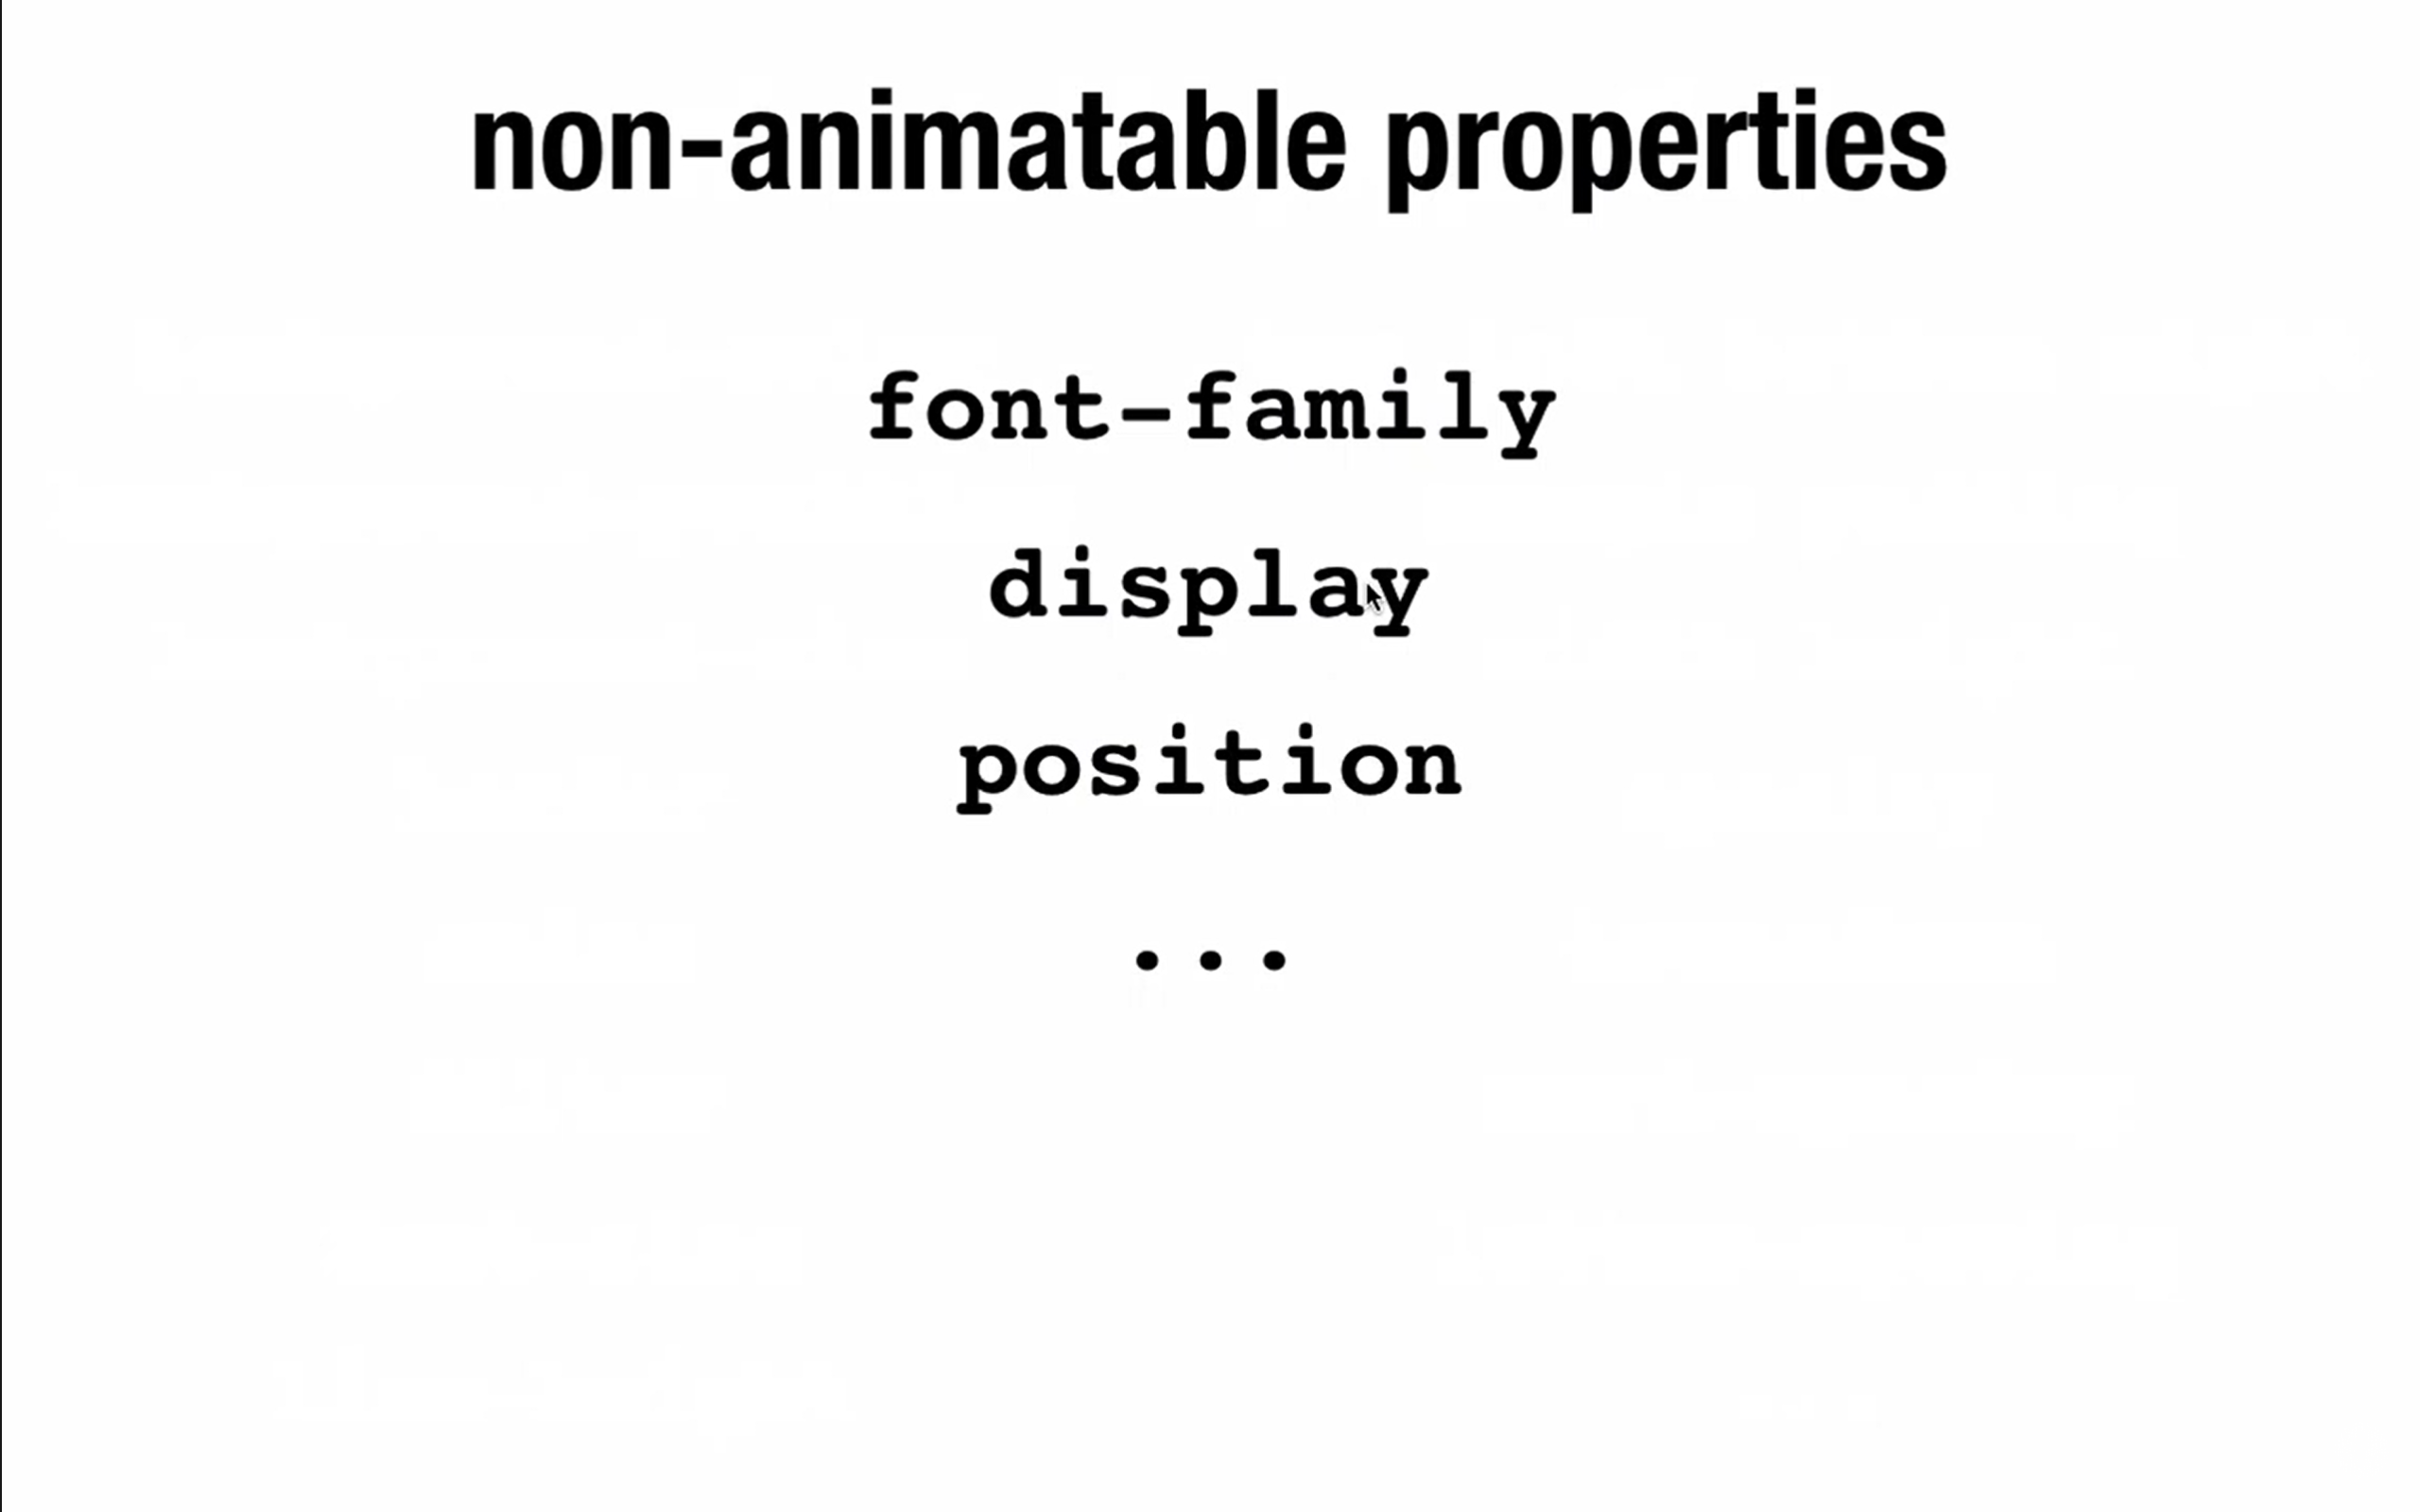 non-animatable properties
font-family
display
position
...